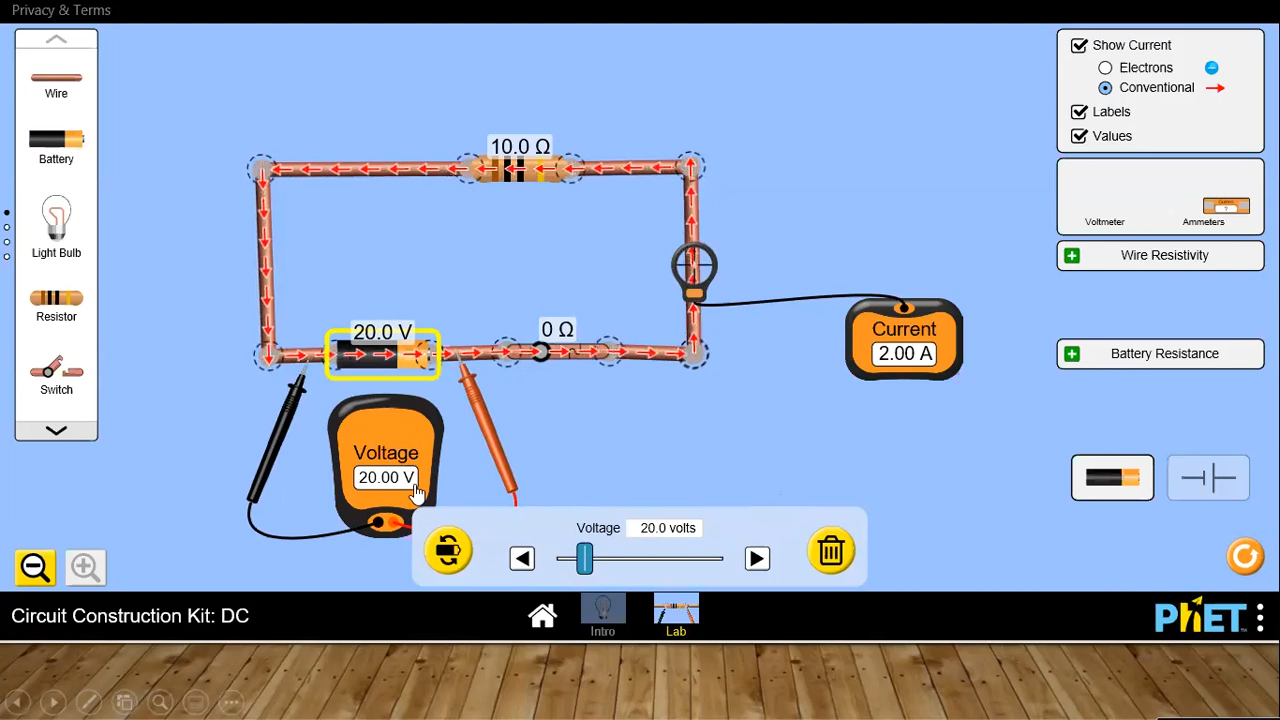 Privacy & Terms
Wire
Battery
Light Bulb
Resistor
Switch
10.0 Ω
20.0 V
0 Ω
Voltage
20.00 V
Current
2.00 A
Show Current
Electrons
Conventional
Labels
Values
Voltmeter
Ammeters
Current
?
Wire Resistivity
Battery Resistance
Voltage 20.0 volts
Circuit Construction Kit: DC
Intro
Lab
PhET